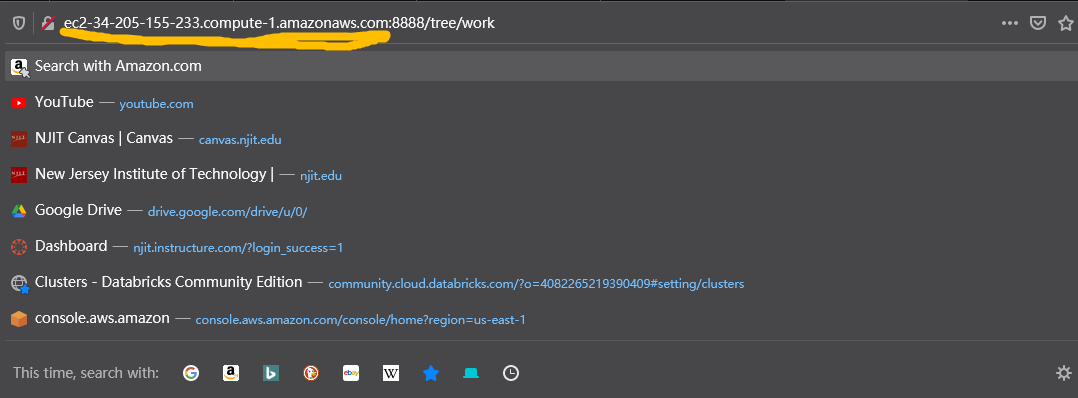 ec2-34-205-155-233.compute-1.amazonaws.com:8888/tree/work
Search with Amazon.com
YouTube — youtube.com
NJIT Canvas | Canvas — canvas.njit.edu
New Jersey Institute of Technology | — njit.edu
Google Drive — drive.google.com/drive/u/0/
Dashboard — njit.instructure.com/?login_success=1
Clusters - Databricks Community Edition — community.cloud.databricks.com/?o=4082265219390409#setting/clusters
console.aws.amazon — console.aws.amazon.com/console/home?region=us-east-1
This time, search with: